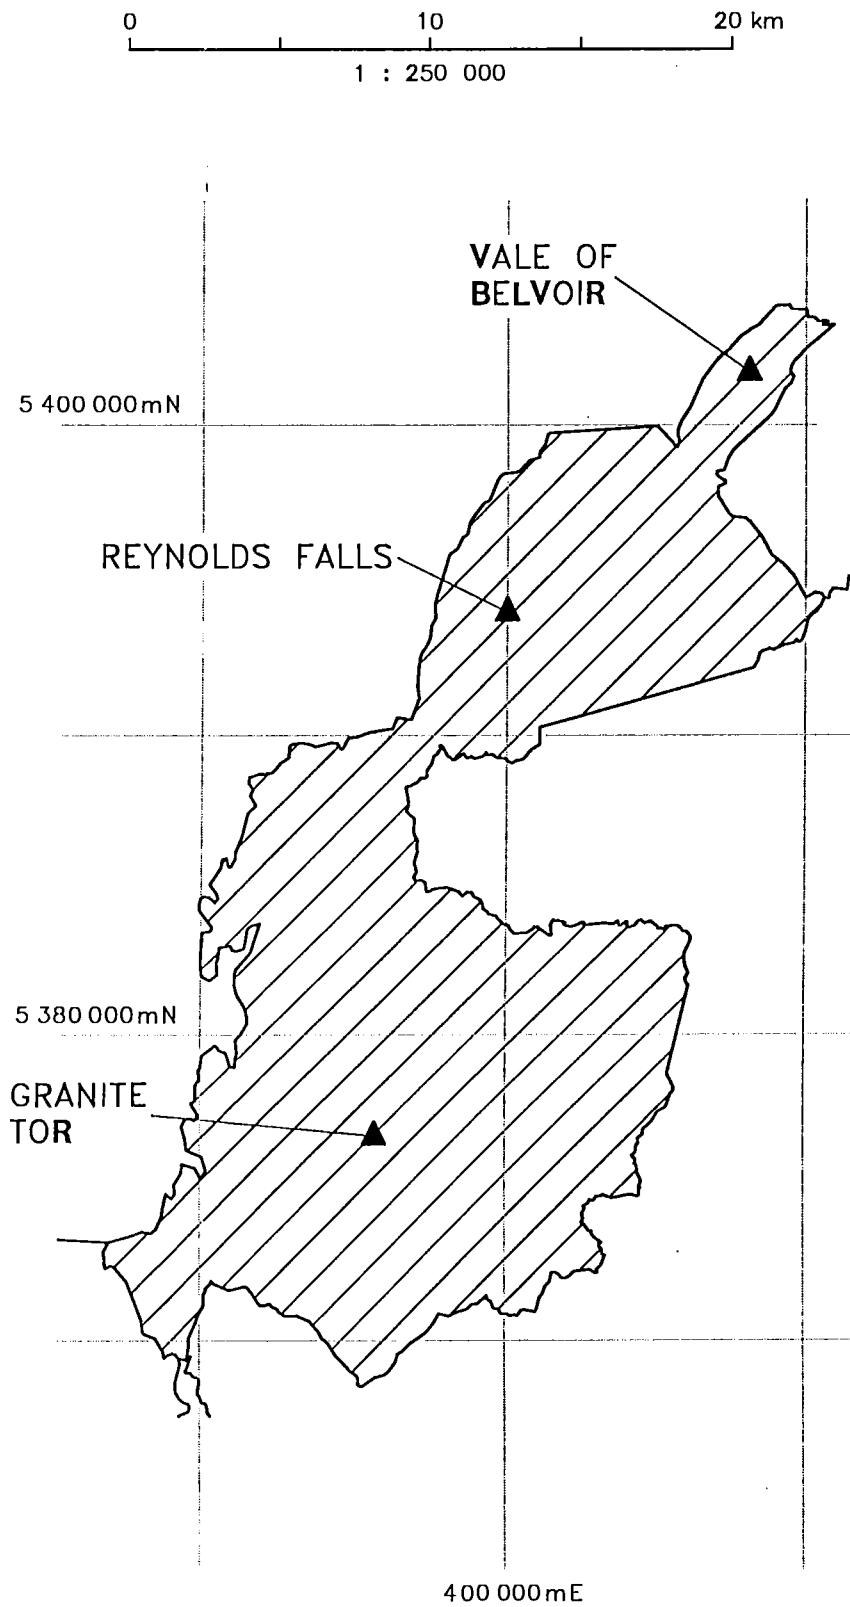 0 10 20 km
1 : 250 000
VALE OF
BELVOIR
5 400 000mN
REYNOLDS FALLS
5 380 000mN
GRANITE
TOR
400 000mE